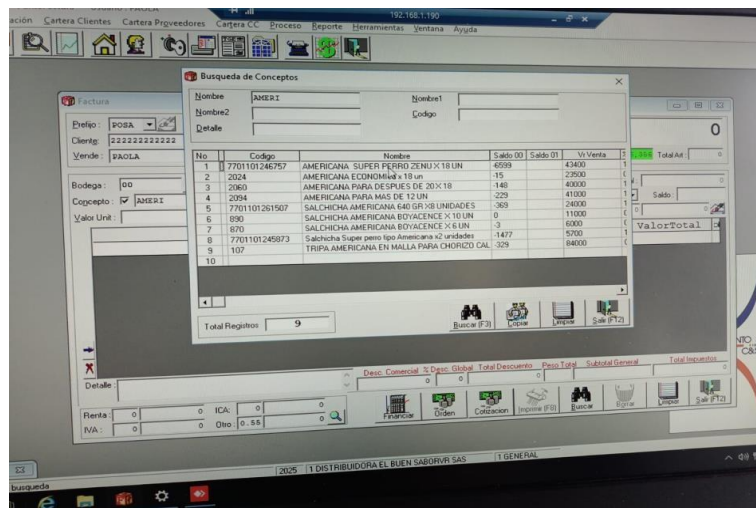 ación Cartera Clientes Cartera Proveedores Cartera CC Proceso Reporte Herramientas Ventana Ayuda
192.168.1.190
Busqueda de Conceptos
Nombre AMERI Nombre1
Nombre2 Codigo
Detalle
No Codigo Nombre Saldo 00 Saldo 01 Vr Venta
1 7701101246757 AMERICANA SUPER PERRO ZENU X 18 UN -6599 43400
2 2024 AMERICANA ECONOMICA x 18 un -15 23500
3 2060 AMERICANA PARA DESPUES DE 20 X 18 -148 40000
4 2094 AMERICANA PARA MAS DE 12 UN -229 41000
5 7701101261507 SALCHICHA AMERICANA 640 GR X8 UNIDADES -369 24000
6 890 SALCHICHA AMERICANA BOYACENCE X 10 UN 0 11000
7 870 SALCHICHA AMERICANA BOYACENCE X 6 UN -3 6000
8 7701101245873 Salchicha Super perro tipo Americana x2 unidades -1477 5700
9 107 TRIPA AMERICANA EN MALLA PARA CHORIZO CAL -329 84000
10
Total Registros 9
Buscar (F3) Copiar Limpiar Salir (F12)
Factura
Prefijo : POSA
Cliente: 22222222222
Vende : PAOLA
0
Total Art : 0
Bodega : 00
Concepto : AMERI
Saldo :
Valor Unit :
ValorTotal
Desc. Comercial % Desc. Global Total Descuento Peso Total Subtotal General Total Impuestos
Detalle :
Renta : 0 0 ICA: 0 0
IVA : 0 0 Otro : 0.55 0
Financiar Orden Cotizacion Imprimir (F8) Buscar Borrar Limpiar Salir (F12)
2025 1 DISTRIBUIDORA EL BUEN SABORVR SAS 1 GENERAL
busqueda